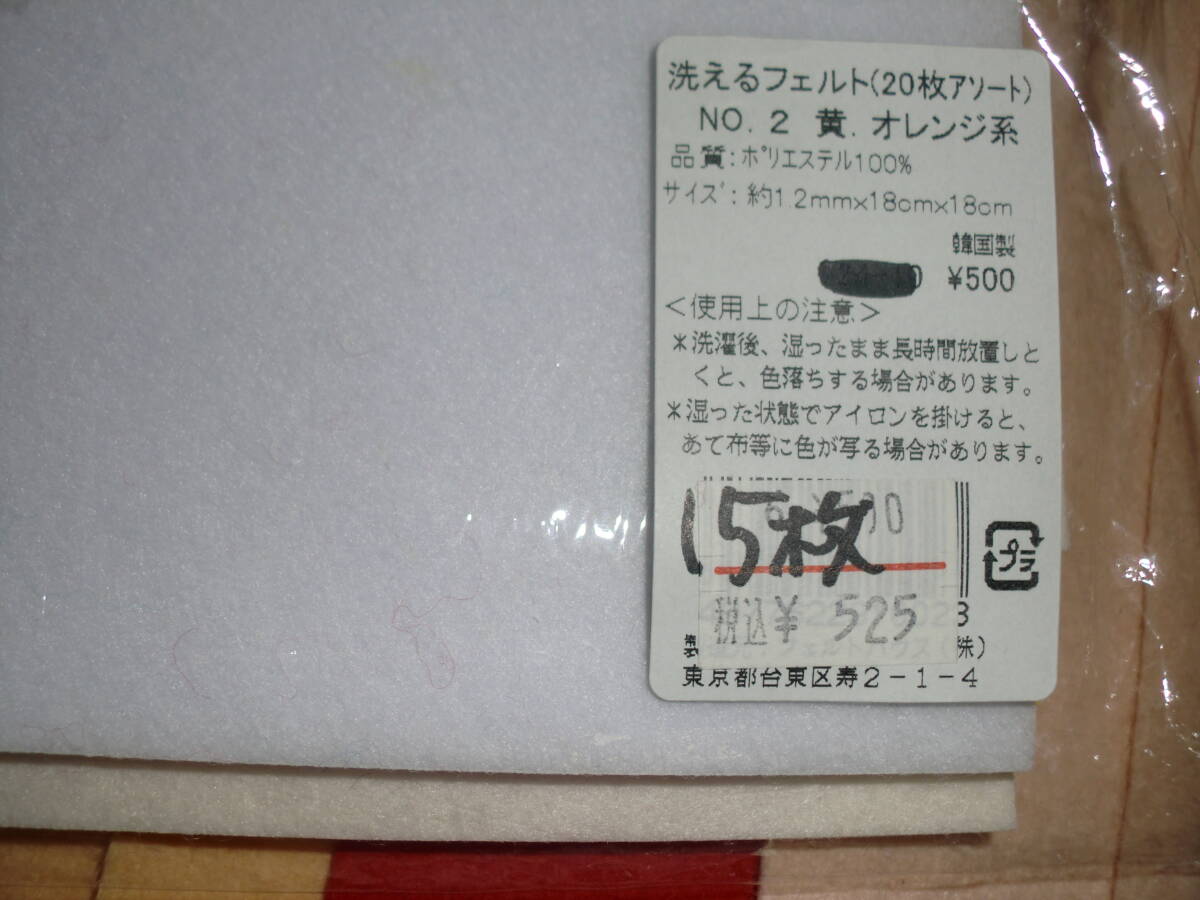 洗えるフェルト(20枚アソート)
NO. 2 黄. オレンジ系
品質:ポリエステル100%
サイズ:約1.2mm×18cm×18cm
韓国製
¥500
<使用上の注意>
*洗濯後、湿ったまま長時間放置しと
くと、色落ちする場合があります。
*湿った状態でアイロンを掛けると、
あて布等に色が写る場合があります。
15枚
プラ
税込¥ 525
株)
東京都台東区寿2-1-4